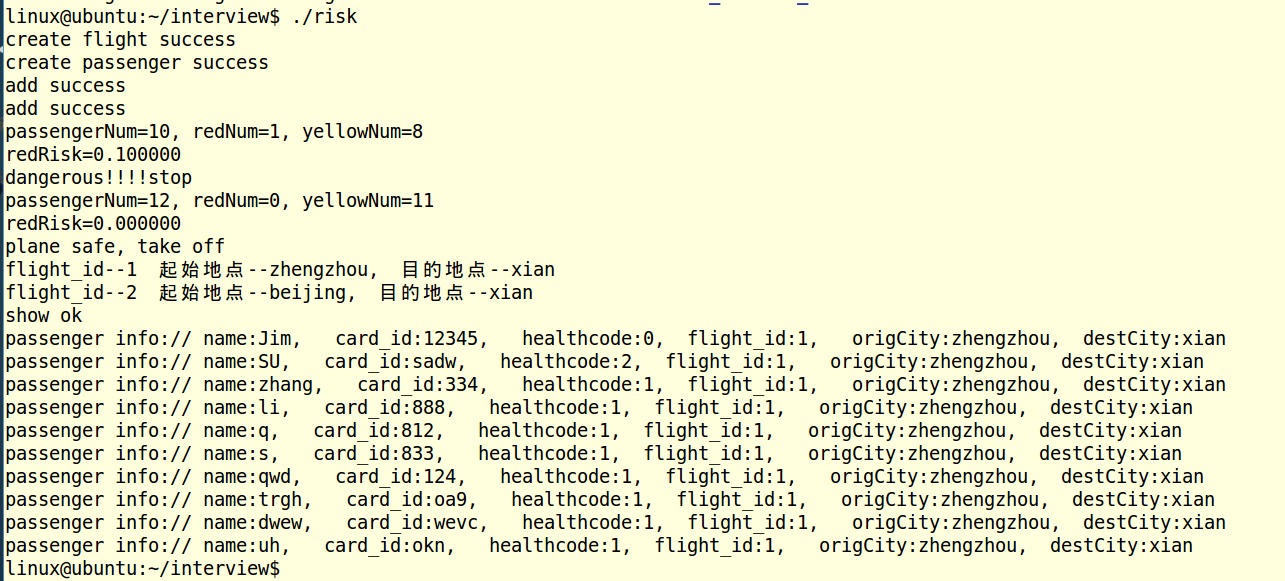 linux@ubuntu:~/interview$ ./risk
create flight success
create passenger success
add success
add success
passengerNum=10, redNum=1, yellowNum=8
redRisk=0.100000
dangerous!!!!stop
passengerNum=12, redNum=0, yellowNum=11
redRisk=0.000000
plane safe, take off
flight_id--1  起始地点--zhengzhou,  目的地点--xian
flight_id--2  起始地点--beijing,  目的地点--xian
show ok
passenger info:// name:Jim,   card_id:12345,   healthcode:0,  flight_id:1,   origCity:zhengzhou,  destCity:xian
passenger info:// name:SU,   card_id:sadw,   healthcode:2,  flight_id:1,   origCity:zhengzhou,  destCity:xian
passenger info:// name:zhang,   card_id:334,   healthcode:1,  flight_id:1,   origCity:zhengzhou,  destCity:xian
passenger info:// name:li,   card_id:888,   healthcode:1,  flight_id:1,   origCity:zhengzhou,  destCity:xian
passenger info:// name:q,   card_id:812,   healthcode:1,  flight_id:1,   origCity:zhengzhou,  destCity:xian
passenger info:// name:s,   card_id:833,   healthcode:1,  flight_id:1,   origCity:zhengzhou,  destCity:xian
passenger info:// name:qwd,   card_id:124,   healthcode:1,  flight_id:1,   origCity:zhengzhou,  destCity:xian
passenger info:// name:trgh,   card_id:oa9,   healthcode:1,  flight_id:1,   origCity:zhengzhou,  destCity:xian
passenger info:// name:dwew,   card_id:wevc,   healthcode:1,  flight_id:1,   origCity:zhengzhou,  destCity:xian
passenger info:// name:uh,   card_id:okn,   healthcode:1,  flight_id:1,   origCity:zhengzhou,  destCity:xian
linux@ubuntu:~/interview$